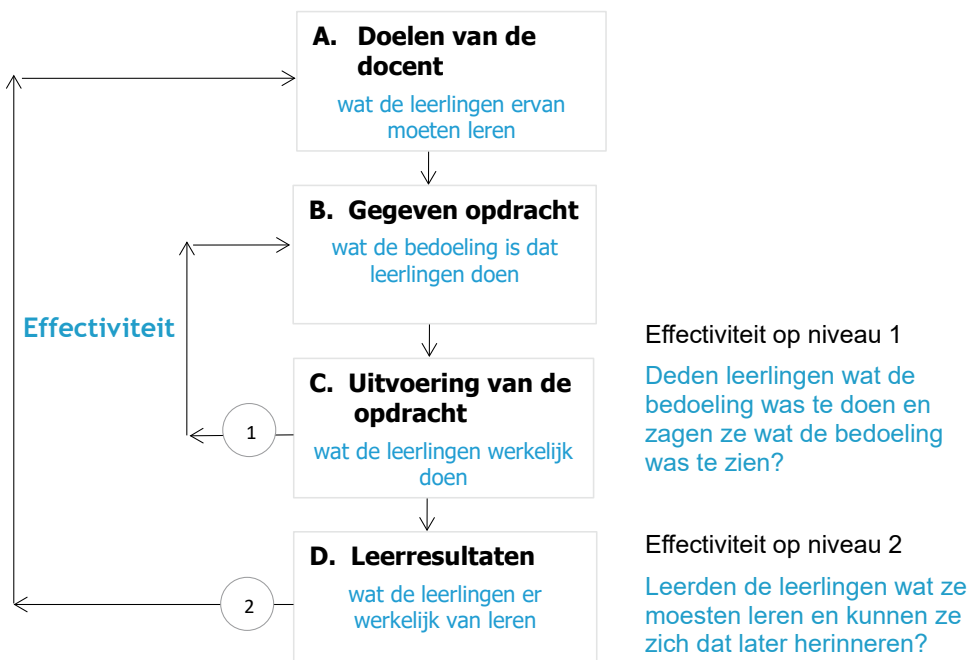 A. Doelen van de
docent
wat de leerlingen ervan
moeten leren
B. Gegeven opdracht
wat de bedoeling is dat
leerlingen doen
Effectiviteit
C. Uitvoering van de
opdracht
1
wat de leerlingen werkelijk
doen
Effectiviteit op niveau 1
Deden leerlingen wat de
bedoeling was te doen en
zagen ze wat de bedoeling
was te zien?
D. Leerresultaten
2
wat de leerlingen er
werkelijk van leren
Effectiviteit op niveau 2
Leerden de leerlingen wat ze
moesten leren en kunnen ze
zich dat later herinneren?